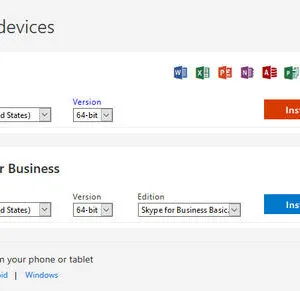 devices
Version
d States) 64-bit Ins
r Business
Version Edition
d States) 64-bit Skype for Business Basic Ins
n your phone or tablet
oid | Windows